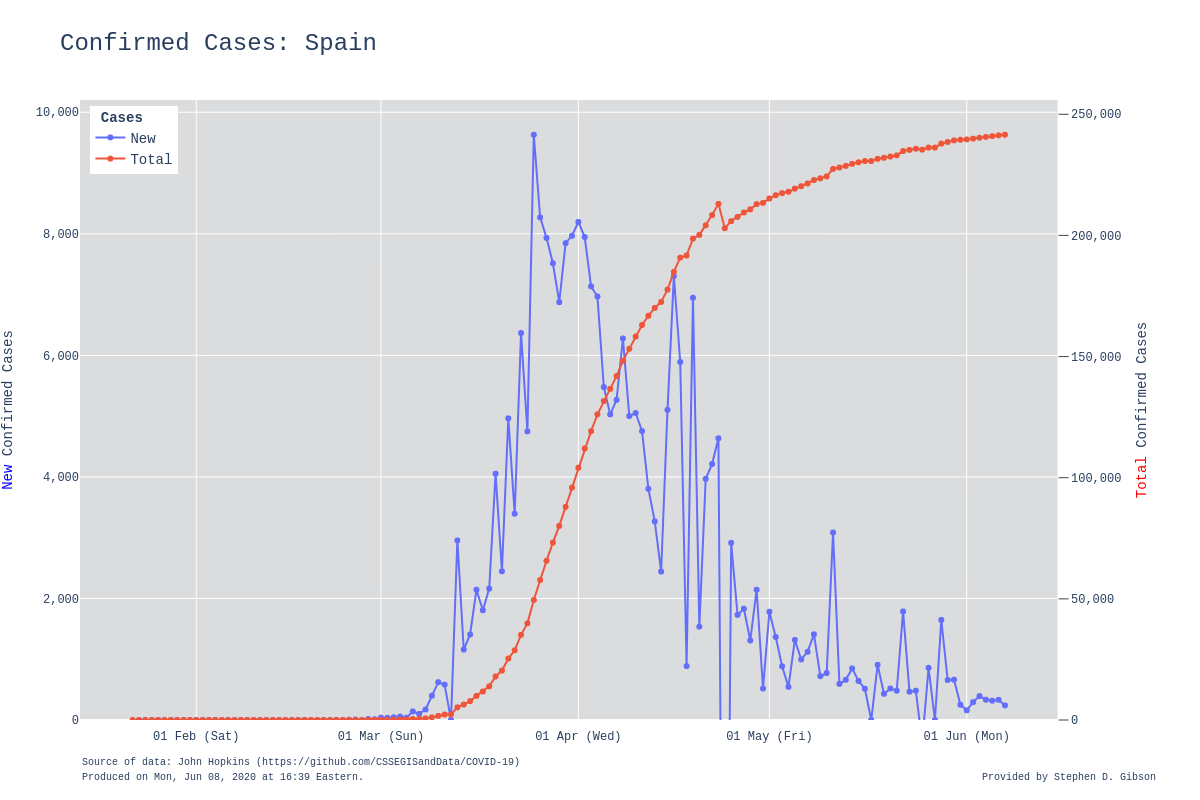 Confirmed Cases: Spain
Cases
New
Total
10,000
8,000
6,000
4,000
2,000
0
250,000
200,000
150,000
100,000
50,000
0
New Confirmed Cases
Total Confirmed Cases
01 Feb (Sat)
01 Mar (Sun)
01 Apr (Wed)
01 May (Fri)
01 Jun (Mon)
Source of data: John Hopkins (https://github.com/CSSEGISandData/COVID-19)
Produced on Mon, Jun 08, 2020 at 16:39 Eastern.
Provided by Stephen D. Gibson